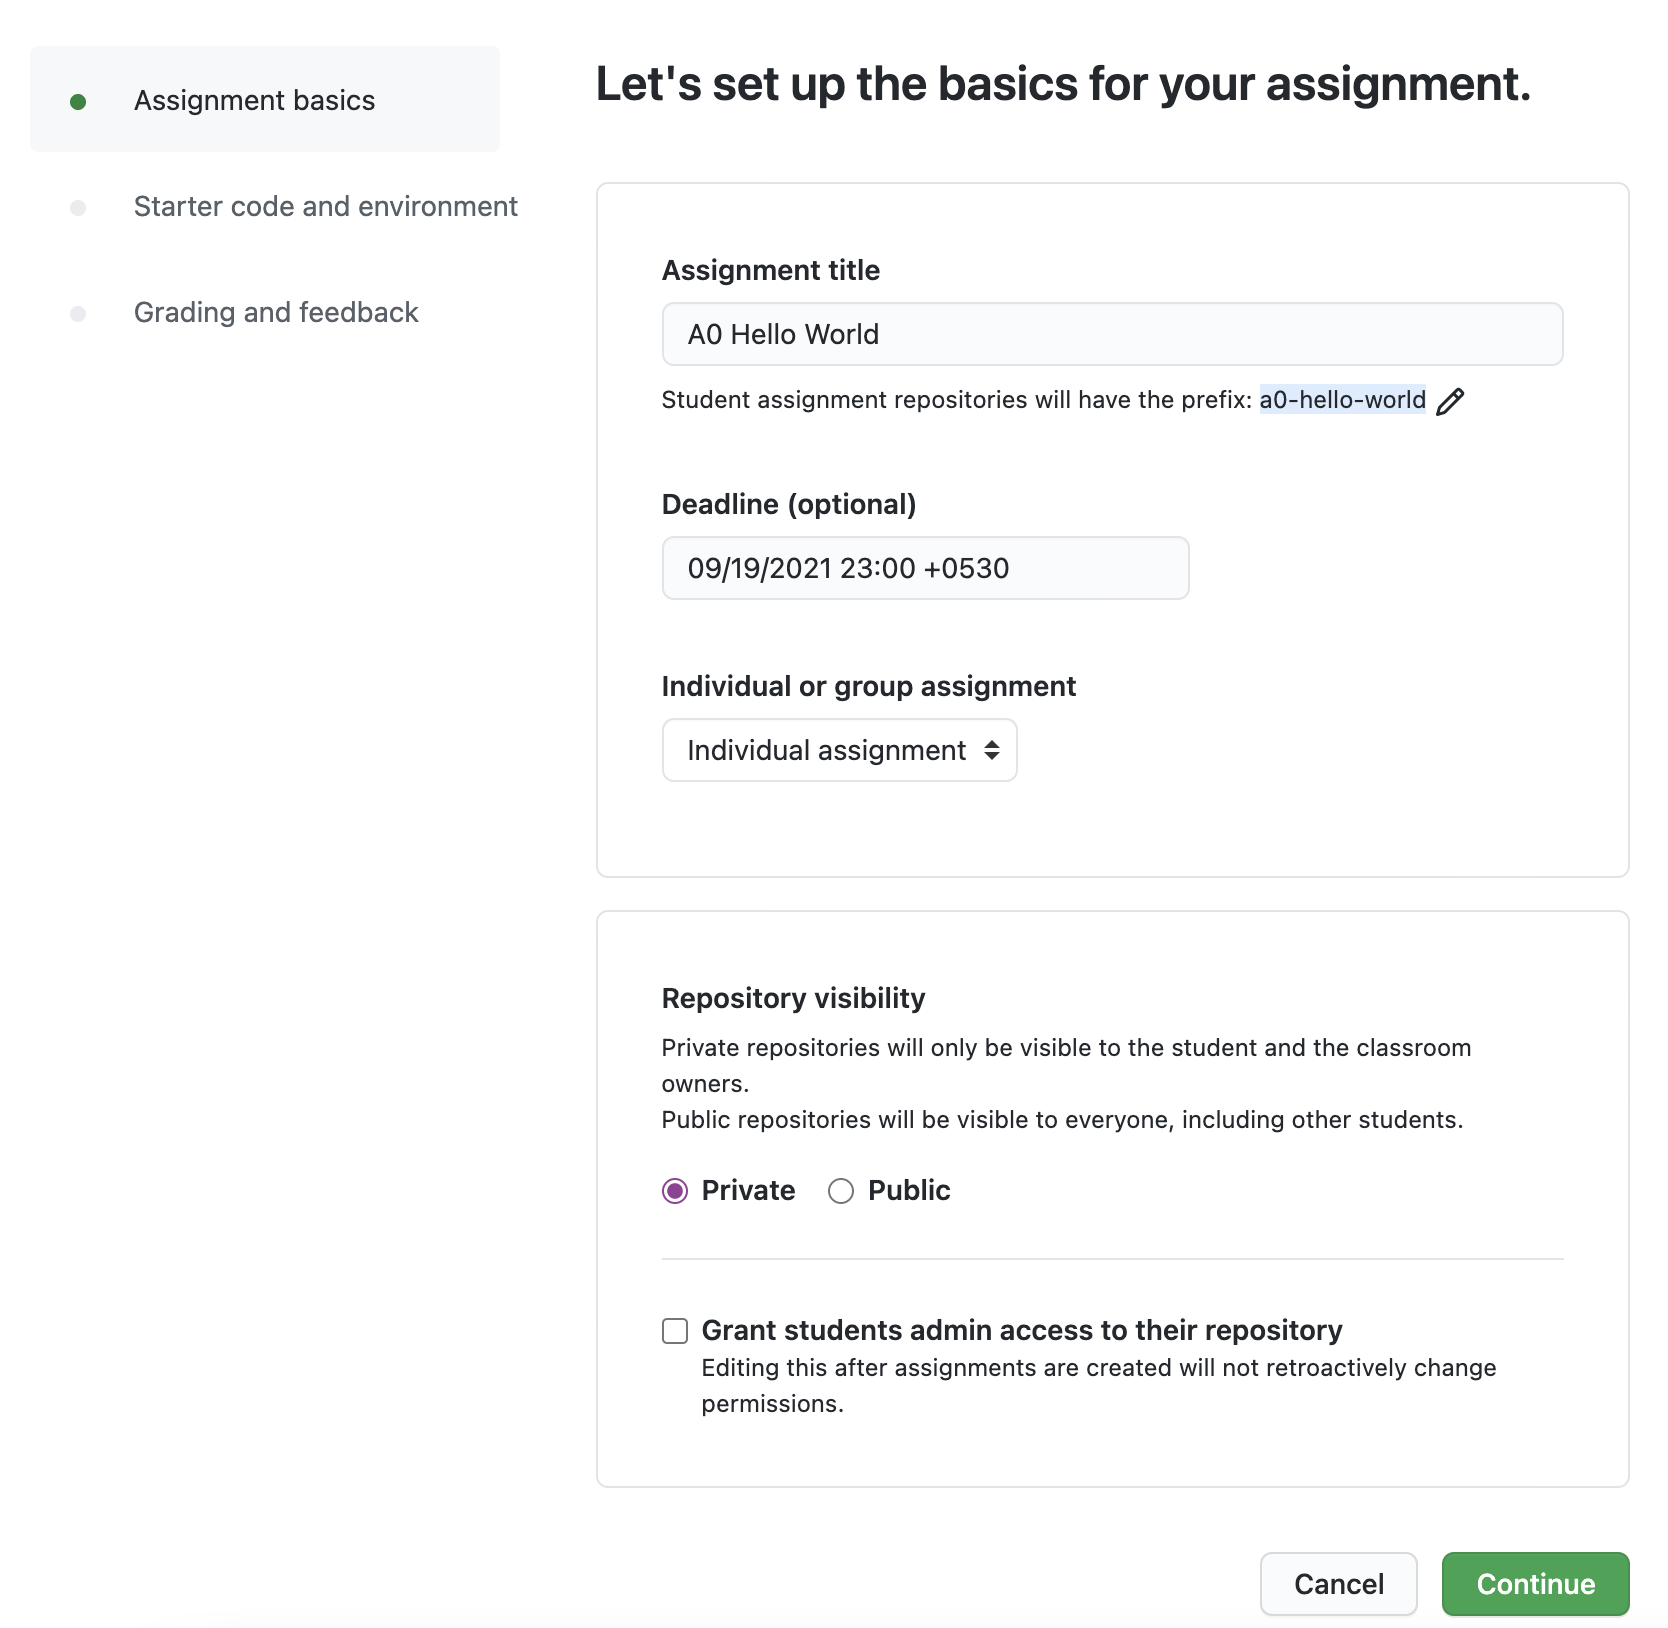 Assignment basics
Starter code and environment
Grading and feedback
Let's set up the basics for your assignment.
Assignment title
A0 Hello World
Student assignment repositories will have the prefix: a0-hello-world
Deadline (optional)
09/19/2021 23:00 +0530
Individual or group assignment
Individual assignment
Repository visibility
Private repositories will only be visible to the student and the classroom
owners.
Public repositories will be visible to everyone, including other students.
Private Public
Grant students admin access to their repository
Editing this after assignments are created will not retroactively change
permissions.
Cancel Continue